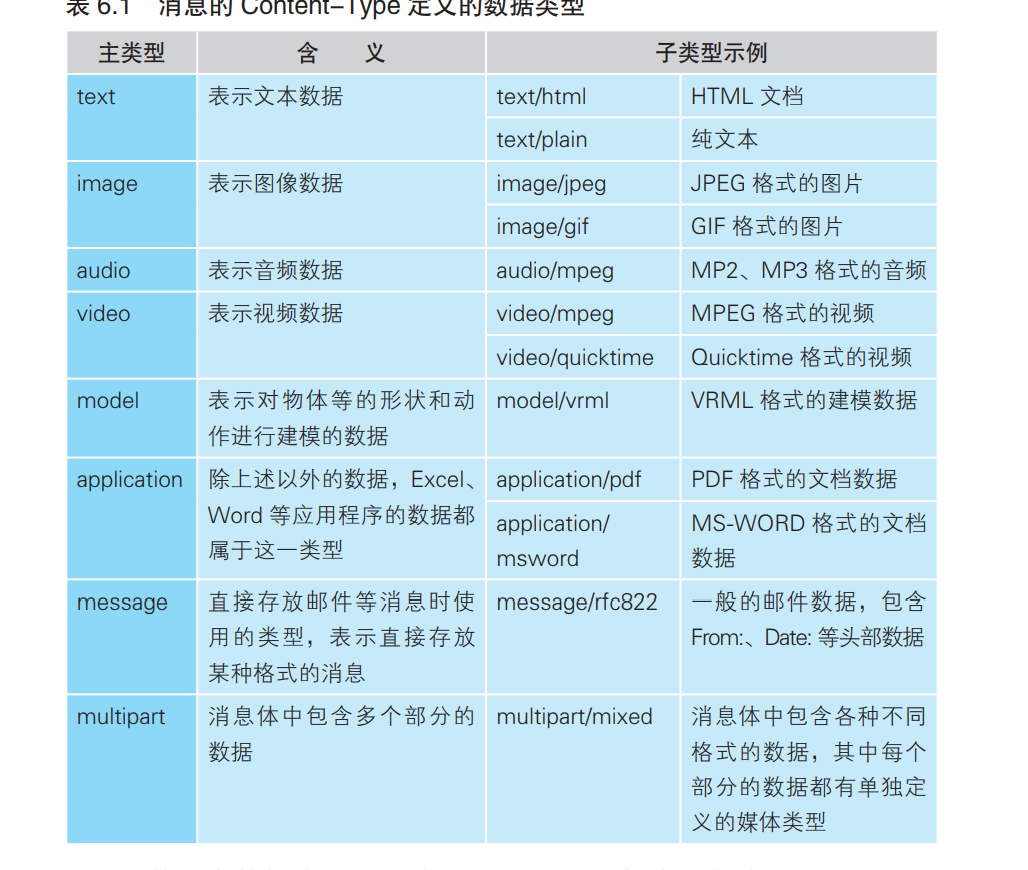 表 6.1 消息的 Content-Type 定义的数据类型
主类型 含 义 子类型示例
text 表示文本数据 text/html HTML 文档
text/plain 纯文本
image 表示图像数据 image/jpeg JPEG 格式的图片
image/gif GIF 格式的图片
audio 表示音频数据 audio/mpeg MP2、MP3 格式的音频
video 表示视频数据 video/mpeg MPEG 格式的视频
video/quicktime Quicktime 格式的视频
model 表示对物体等的形状和动 model/vrml VRML 格式的建模数据
作进行建模的数据
application 除上述以外的数据，Excel、 application/pdf PDF 格式的文档数据
Word 等应用程序的数据都 application/ MS-WORD 格式的文档
属于这一类型 msword 数据
message 直接存放邮件等消息时使 message/rfc822 一般的邮件数据，包含
用的类型，表示直接存放 From:、Date: 等头部数据
某种格式的消息
multipart 消息体中包含多个部分的 multipart/mixed 消息体中包含各种不同
数据 格式的数据，其中每个
部分的数据都有单独定
义的媒体类型